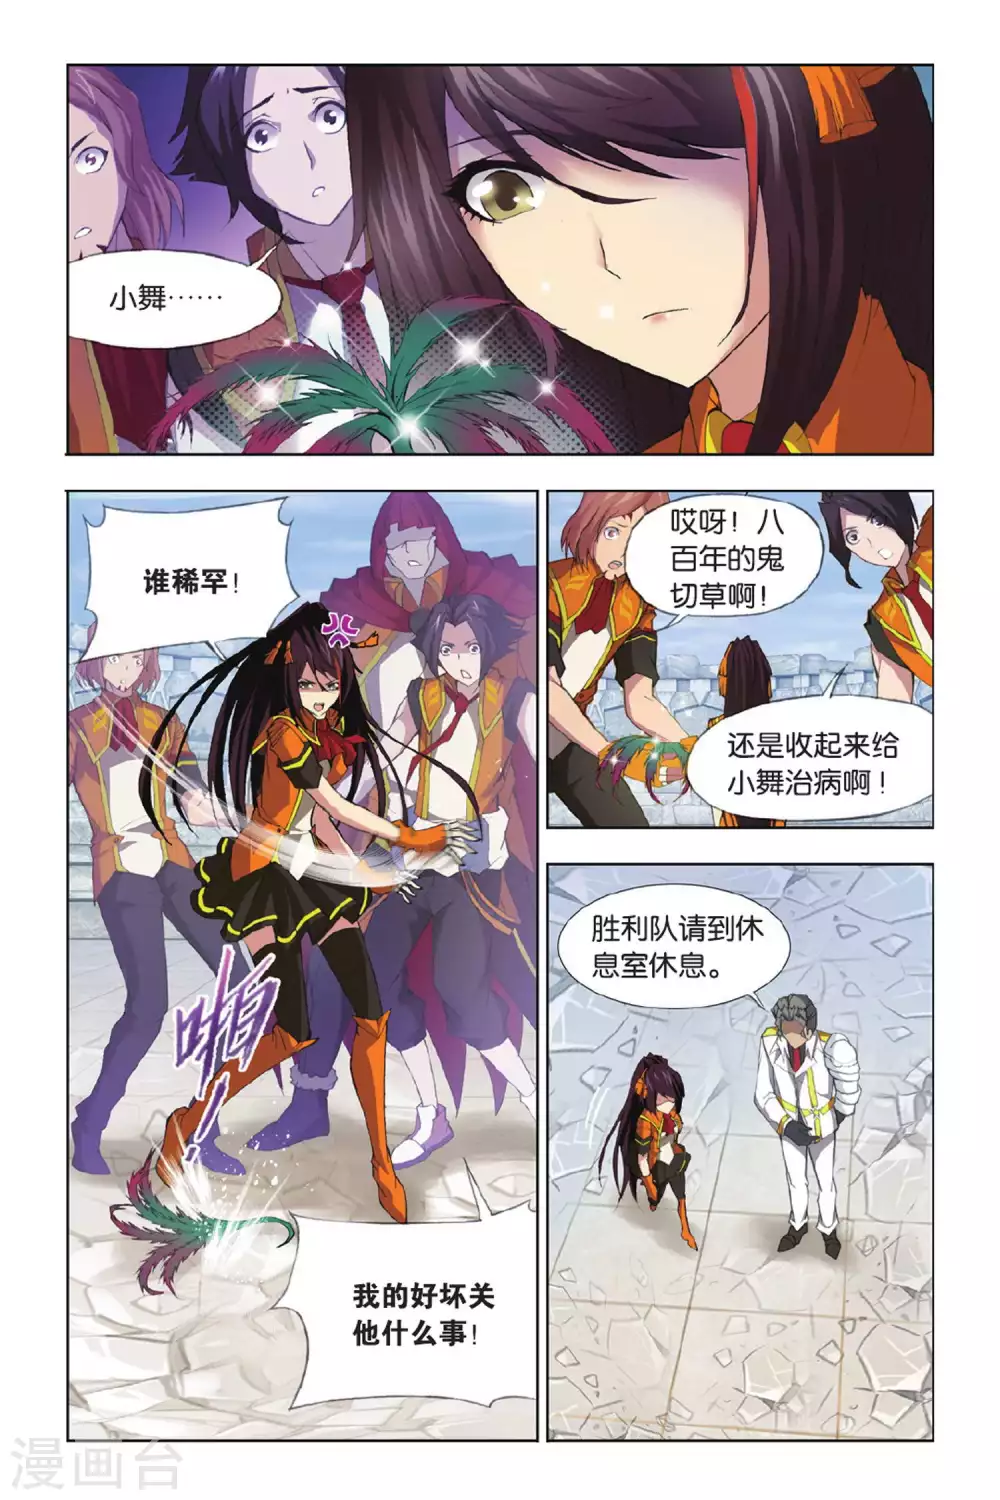 小舞……
谁稀罕！
啪！
我的好坏关
他什么事！
哎呀！八
百年的鬼
切草啊！
还是收起来给
小舞治病啊！
胜利队请到休
息室休息。
漫画台